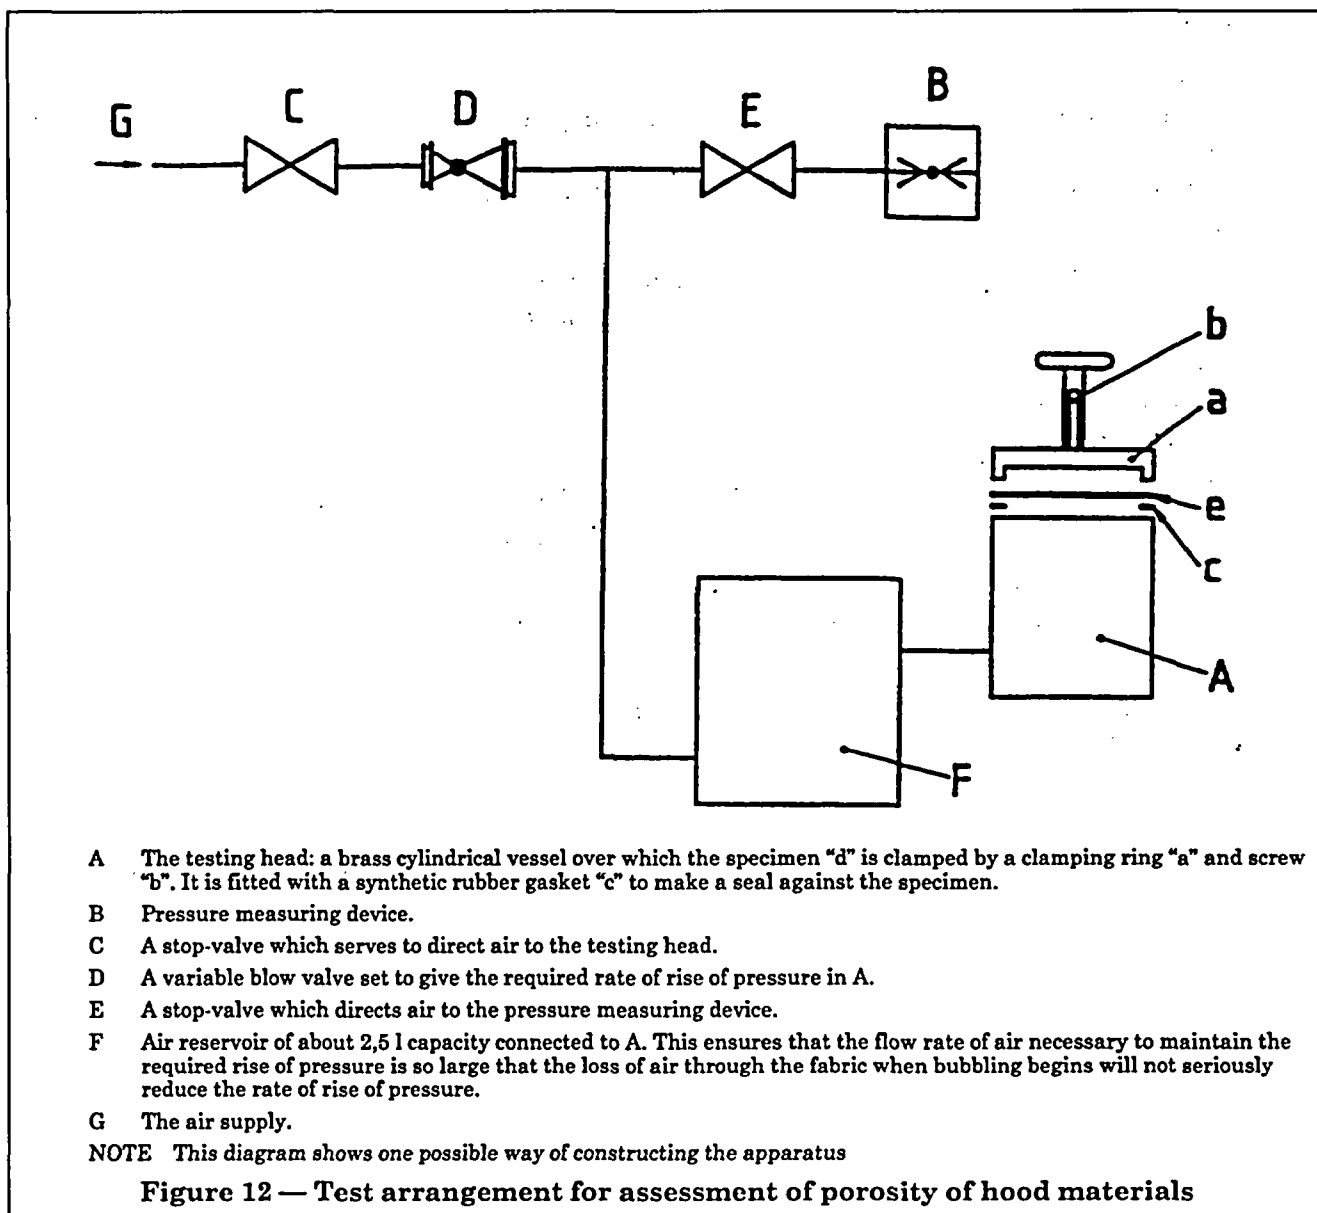 G
C
D
E
B
b
a
e
c
A
F
A The testing head: a brass cylindrical vessel over which the specimen "d" is clamped by a clamping ring "a" and screw
"b". It is fitted with a synthetic rubber gasket "c" to make a seal against the specimen.
B Pressure measuring device.
C A stop-valve which serves to direct air to the testing head.
D A variable blow valve set to give the required rate of rise of pressure in A.
E A stop-valve which directs air to the pressure measuring device.
F Air reservoir of about 2,5 l capacity connected to A. This ensures that the flow rate of air necessary to maintain the
required rise of pressure is so large that the loss of air through the fabric when bubbling begins will not seriously
reduce the rate of rise of pressure.
G The air supply.
NOTE This diagram shows one possible way of constructing the apparatus
Figure 12 — Test arrangement for assessment of porosity of hood materials